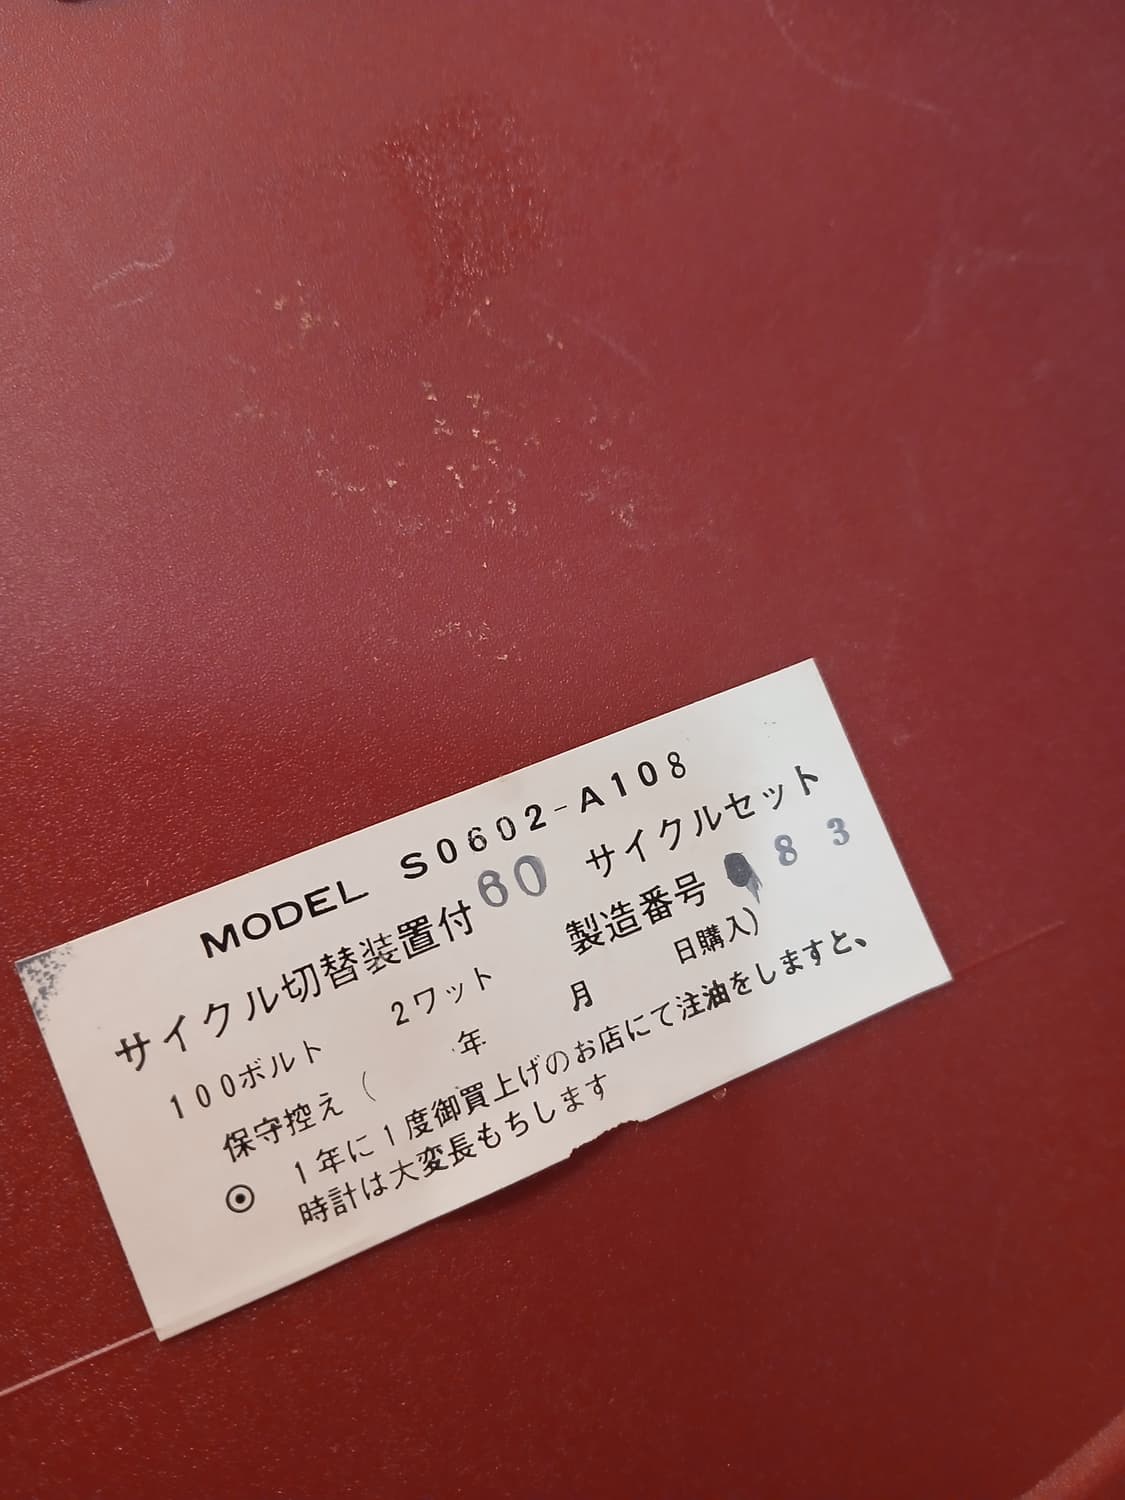 MODEL S0602-A108
サイクル切替装置付 60 サイクルセット
100ボルト 2ワット 製造番号 83
保守控え( 年 月 日購入)
◉ 1年に1度御買上げのお店にて注油をしますと、
時計は大変長もちします